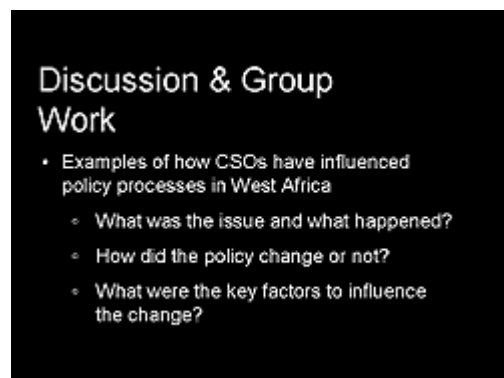 Discussion & Group
Work
• Examples of how CSOs have influenced
policy processes in West Africa
◦ What was the issue and what happened?
◦ How did the policy change or not?
◦ What were the key factors to influence
the change?